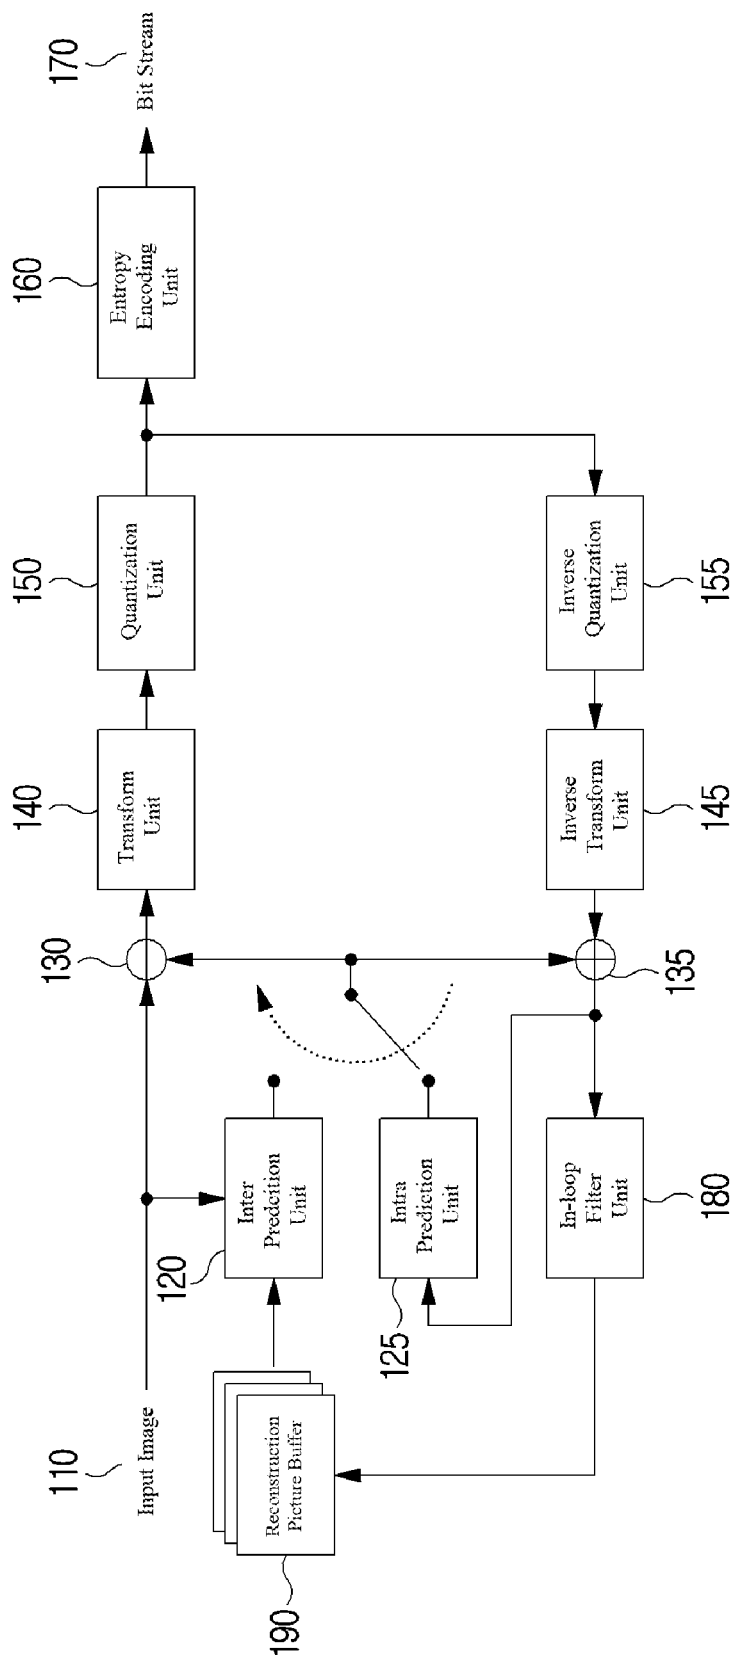 110
130
140
150
160
170
Input Image
Transform
Unit
Quantization
Unit
Entropy
Encoding
Unit
Bit Stream
120
Inter
Predcition
Unit
190
Reconstruction
Picture Buffer
125
Intra
Prediction
Unit
In-loop
Filter
Unit
Inverse
Transform
Unit
Inverse
Quantization
Unit
180
135
145
155